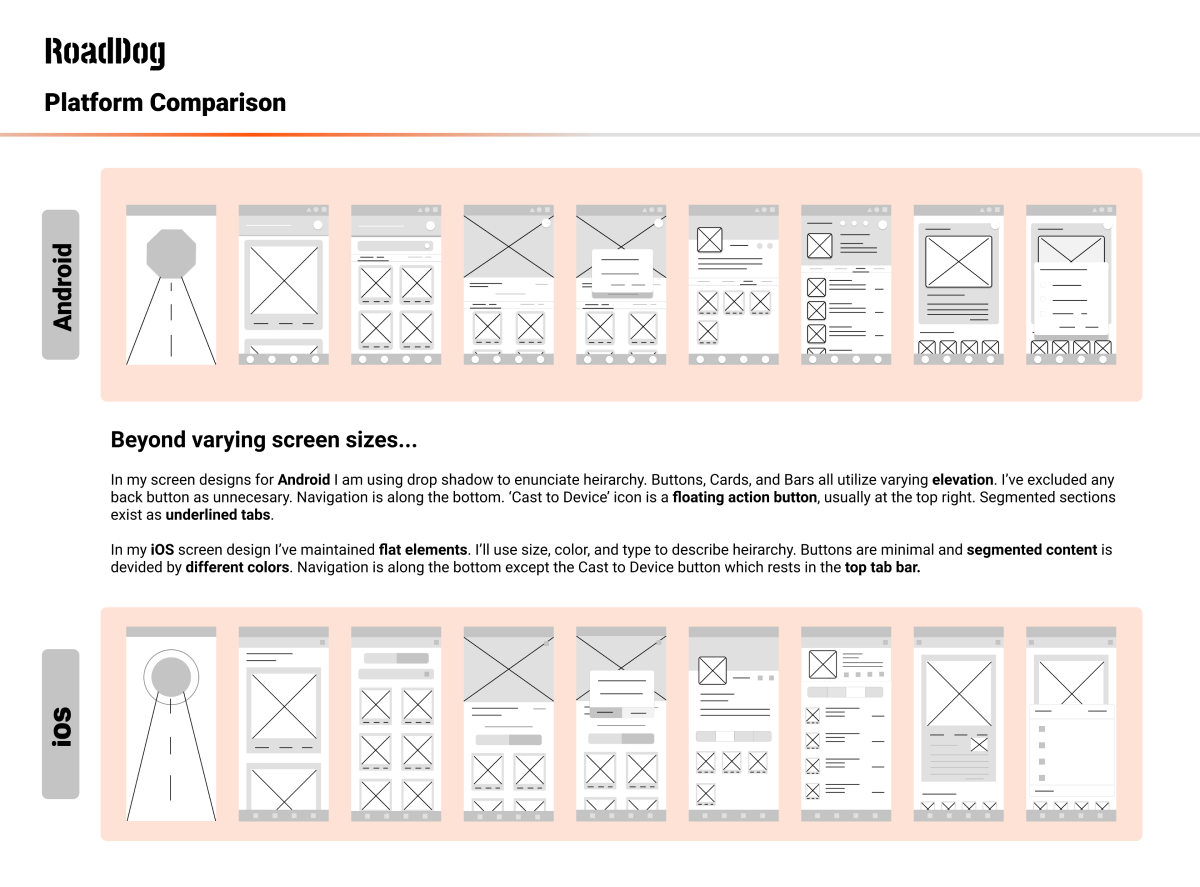 RoadDog
Platform Comparison
Android
Beyond varying screen sizes...
In my screen designs for Android I am using drop shadow to enunciate heirarchy. Buttons, Cards, and Bars all utilize varying elevation. I’ve excluded any
back button as unnecesary. Navigation is along the bottom. ‘Cast to Device’ icon is a floating action button, usually at the top right. Segmented sections
exist as underlined tabs.
In my iOS screen design I’ve maintained flat elements. I’ll use size, color, and type to describe heirarchy. Buttons are minimal and segmented content is
devided by different colors. Navigation is along the bottom except the Cast to Device button which rests in the top tab bar.
ios